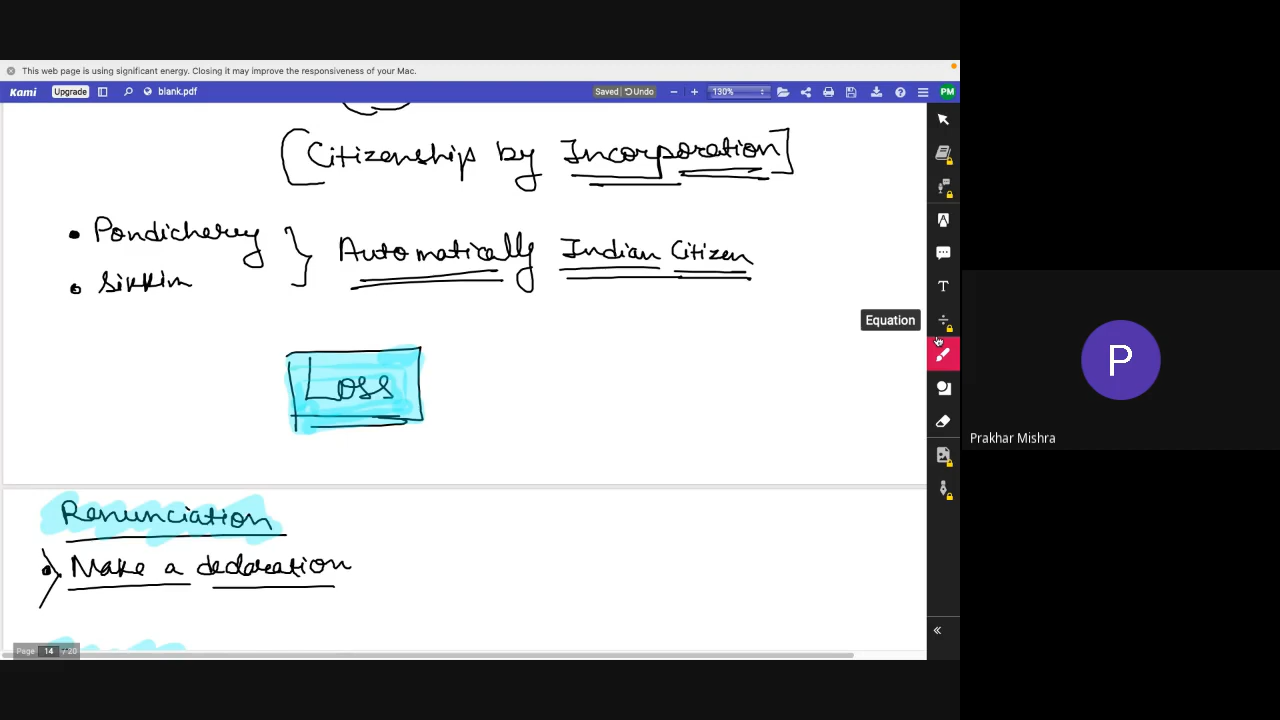 This web page is using significant energy. Closing it may improve the responsiveness of your Mac.
Kami Upgrade blank.pdf Saved Undo 130% PM
[Citizenship by Incorporation]
• Pondicherry } Automatically Indian Citizen
• Sikkim
Equation
Loss
P
Prakhar Mishra
Renunciation
Make a declaration
Page 14 / 20